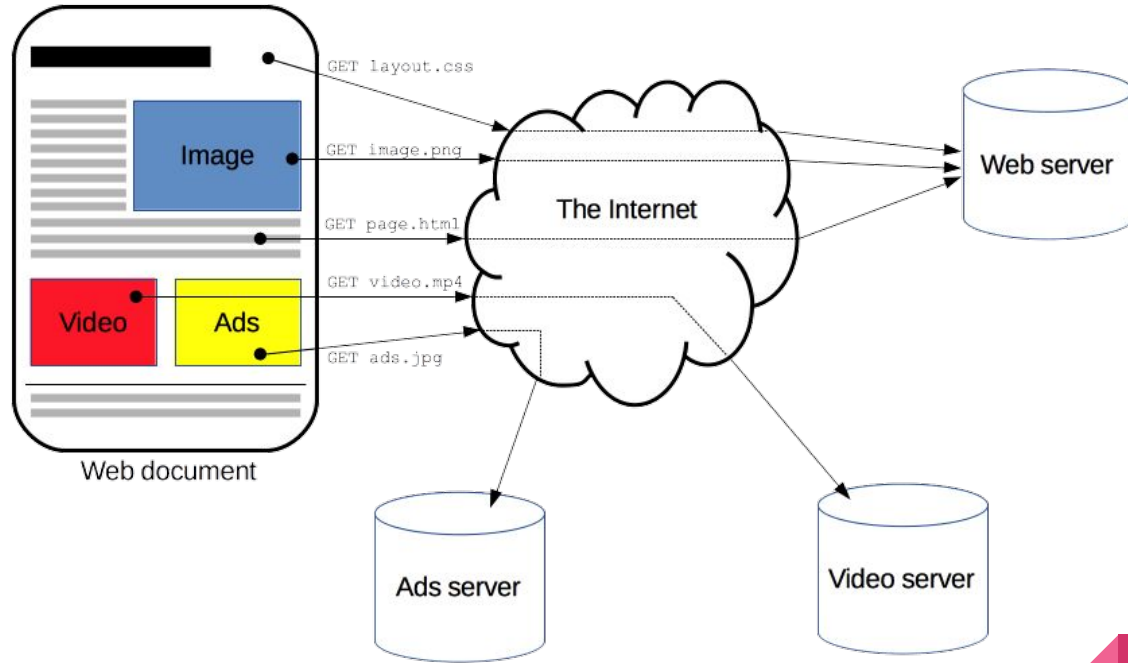 GET layout.css
Image
GET image.png
Web server
The Internet
GET page.html
GET video.mp4
Video
Ads
GET ads.jpg
Web document
Ads server
Video server